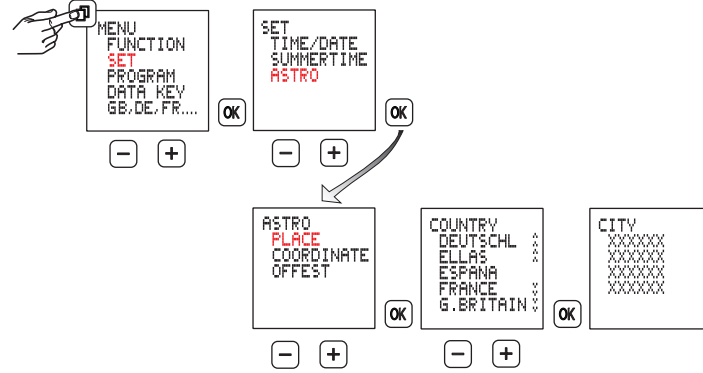 MENU
FUNCTION
SET
PROGRAM
DATA KEY
GB,DE,FR....
OK
SET
TIME/DATE
SUMMERTIME
ASTRO
OK
ASTRO
PLACE
COORDINATE
OFFEST
OK
COUNTRY
DEUTSCHL
ELLAS
ESPANA
FRANCE
G.BRITAIN
OK
CITY
XXXXXX
XXXXXX
XXXXXX
XXXXXX